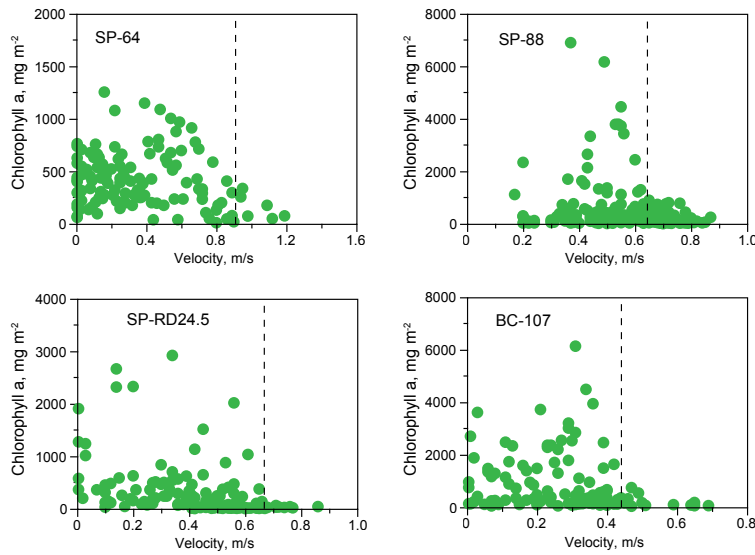 SP-64
Chlorophyll a, mg m⁻²
2000
1500
1000
500
0
0 0.4 0.8 1.2 1.6
Velocity, m/s
SP-88
Chlorophyll a, mg m⁻²
8000
6000
4000
2000
0
0 0.2 0.4 0.6 0.8 1.0
Velocity, m/s
SP-RD24.5
Chlorophyll a, mg m⁻²
4000
3000
2000
1000
0
0 0.2 0.4 0.6 0.8 1.0
Velocity, m/s
BC-107
Chlorophyll a, mg m⁻²
8000
6000
4000
2000
0
0 0.2 0.4 0.6 0.8
Velocity, m/s